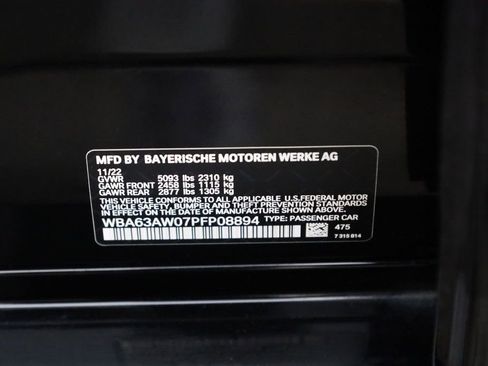 MFD BY BAYERISCHE MOTOREN WERKE AG
11/22
GVWR 5093 lbs 2310 kg
GAWR FRONT 2458 lbs 1115 kg
GAWR REAR 2877 lbs 1305 kg
THIS VEHICLE CONFORMS TO ALL APPLICABLE U.S. FEDERAL MOTOR
VEHICLE SAFETY, BUMPER AND THEFT PREVENTION STANDARDS
IN EFFECT ON THE DATE OF MANUFACTURE SHOWN ABOVE.
WBA63AW07PFP08894 TYPE: PASSENGER CAR
475
7 315 814